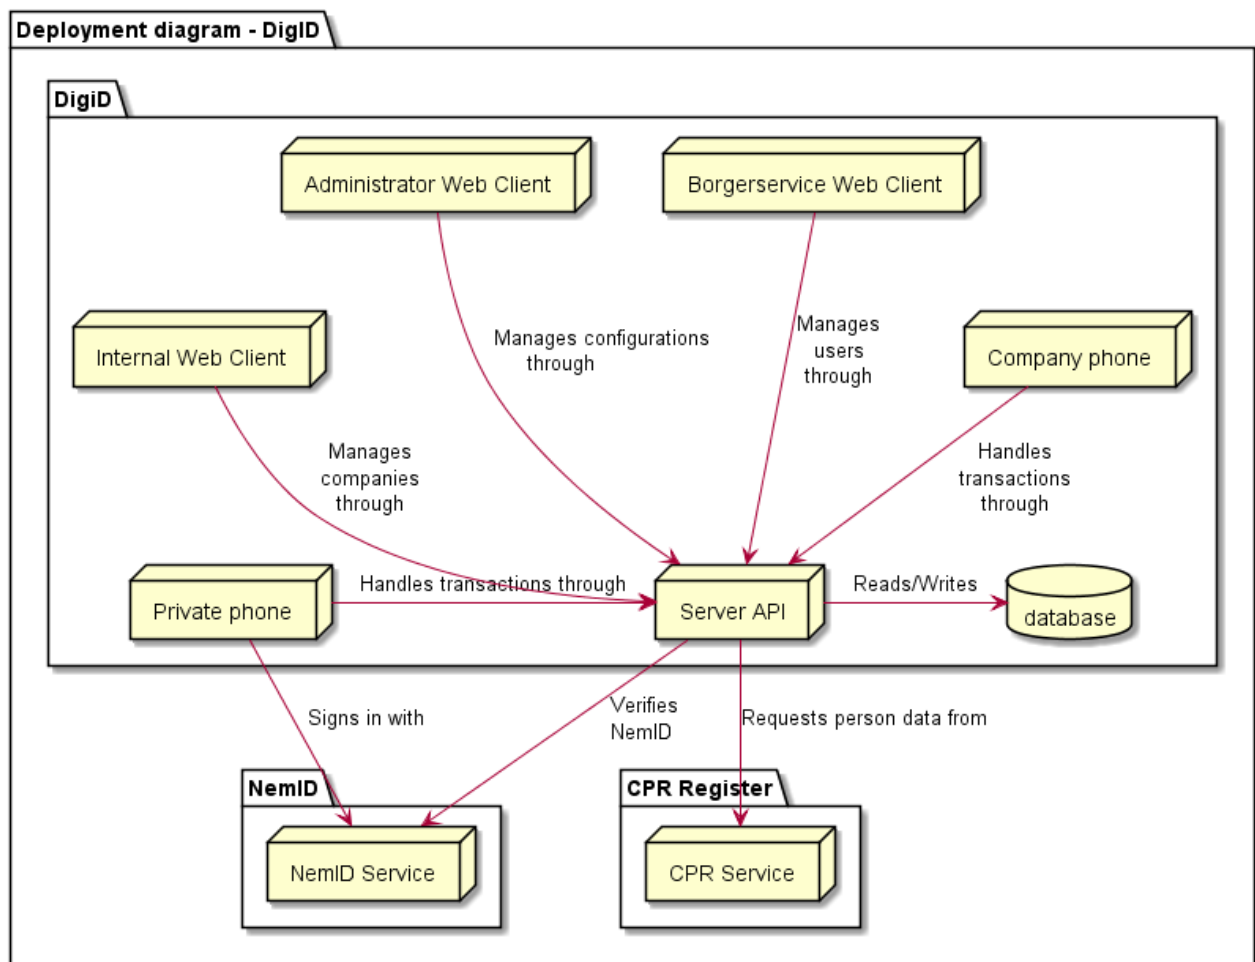 Deployment diagram - DigID
DigiD
Administrator Web Client
Borgerservice Web Client
Internal Web Client
Manages configurations
through
Manages
users
through
Company phone
Manages
companies
through
Handles
transactions
through
Private phone
Handles transactions through
Server API
Reads/Writes
database
Signs in with
Verifies
NemID
Requests person data from
NemID
CPR Register
NemID Service
CPR Service